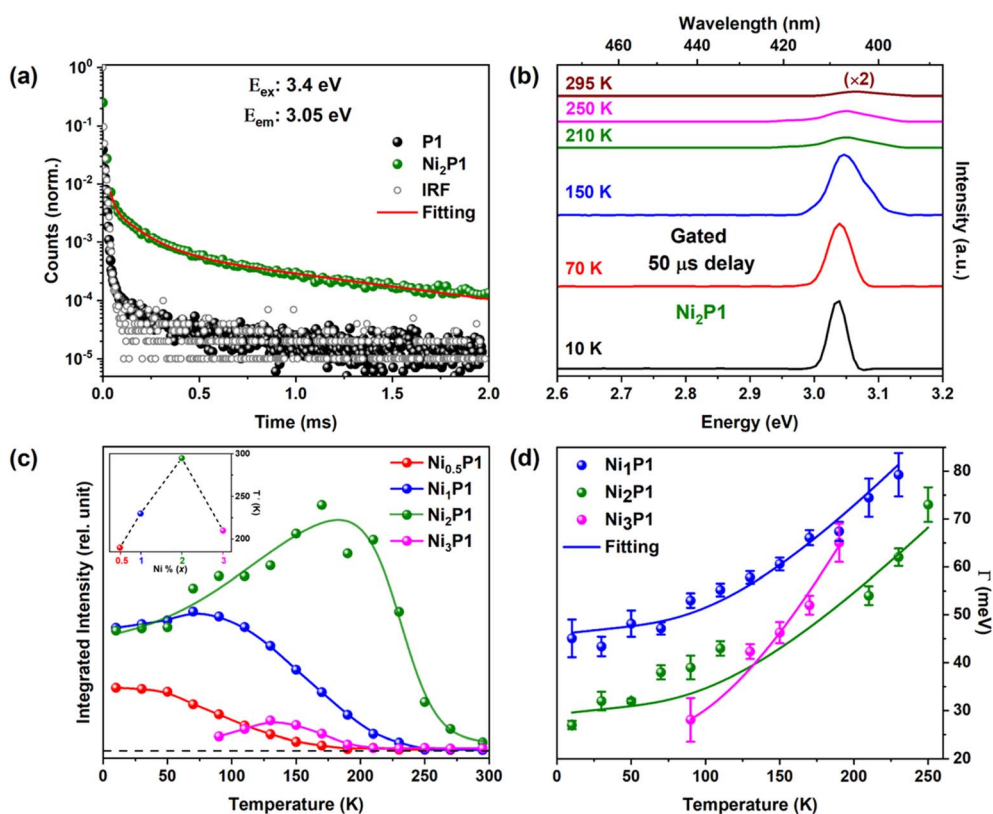 (a)
E_ex: 3.4 eV
E_em: 3.05 eV
P1
Ni₂P1
IRF
Fitting
Counts (norm.)
10⁰
10⁻¹
10⁻²
10⁻³
10⁻⁴
10⁻⁵
0.0 0.5 1.0 1.5 2.0
Time (ms)
Wavelength (nm)
460 440 420 400
(b)
295 K
(×2)
250 K
210 K
150 K
70 K
10 K
Gated
50 μs delay
Ni₂P1
Intensity (a.u.)
2.6 2.7 2.8 2.9 3.0 3.1 3.2
Energy (eV)
(c)
Integrated Intensity (rel. unit)
300
250
200
T' (K)
0.5 1 2 3
Ni % (x)
Ni₀.₅P1
Ni₁P1
Ni₂P1
Ni₃P1
0 50 100 150 200 250 300
Temperature (K)
(d)
Ni₁P1
Ni₂P1
Ni₃P1
Fitting
80
70
60
50
40
30
20
Γ (meV)
0 50 100 150 200 250
Temperature (K)